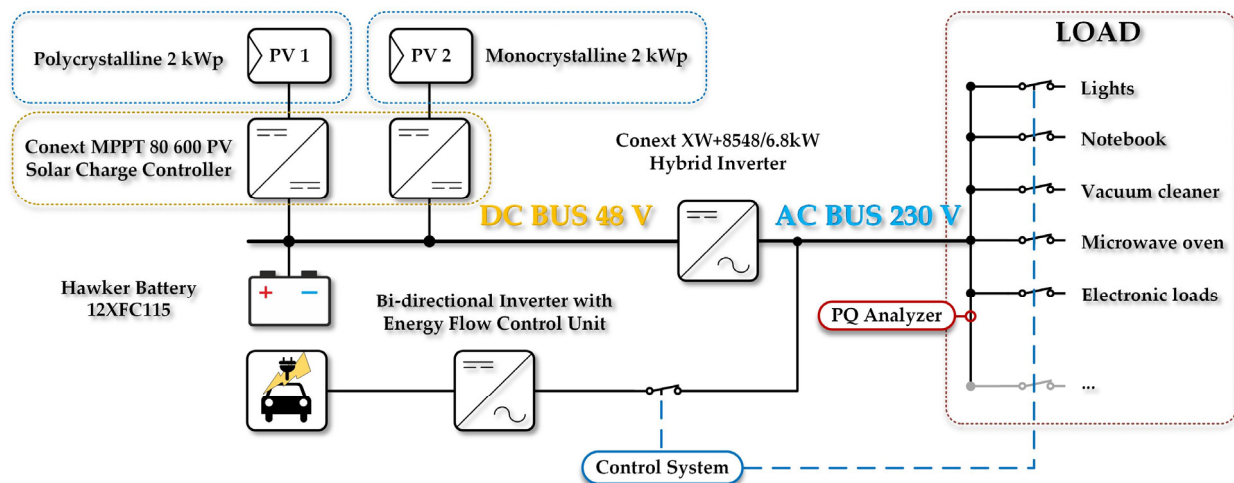 Polycrystalline 2 kWp
PV 1
PV 2
Monocrystalline 2 kWp
LOAD
Conext MPPT 80 600 PV
Solar Charge Controller
Conext XW+8548/6.8kW
Hybrid Inverter
Lights
Notebook
Vacuum cleaner
Microwave oven
Electronic loads
...
DC BUS 48 V
AC BUS 230 V
Hawker Battery
12XFC115
Bi-directional Inverter with
Energy Flow Control Unit
PQ Analyzer
Control System